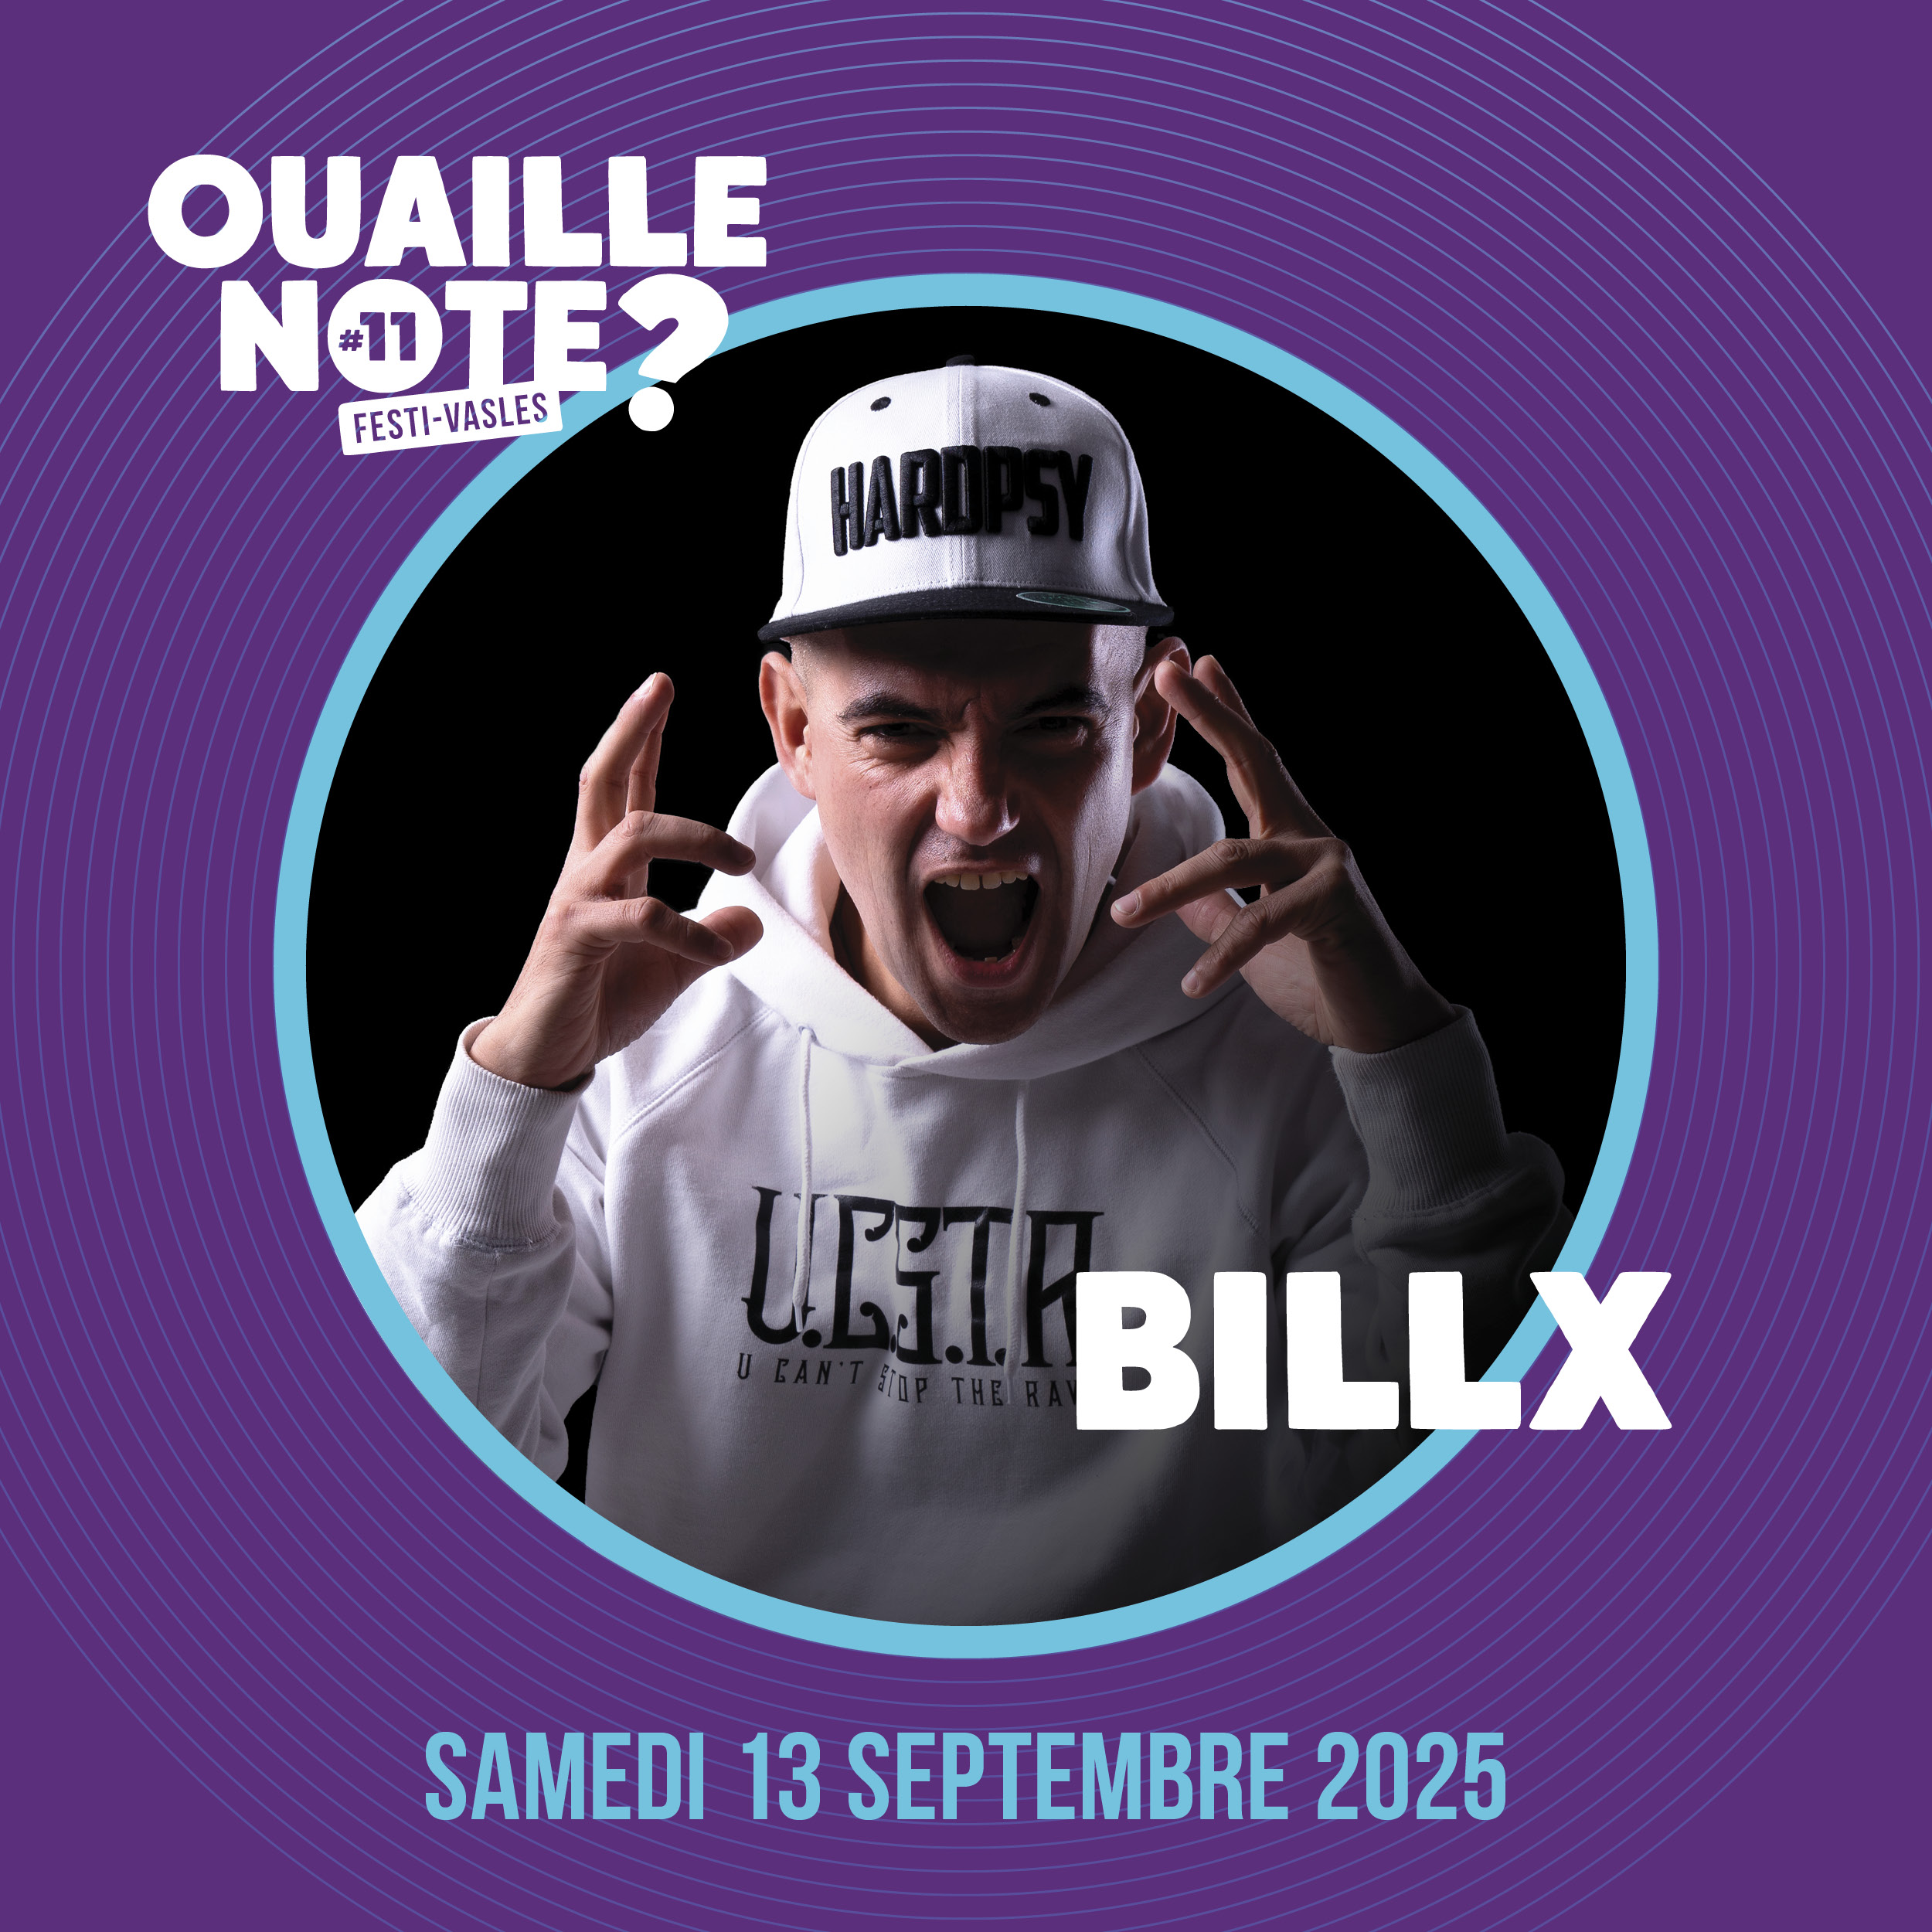 OUAILLE
NOTE?
#11
FESTI-VASLES
HARDPSY
U.C.S.T.R
U CAN'T STOP THE RAV
BILLX
SAMEDI 13 SEPTEMBRE 2025